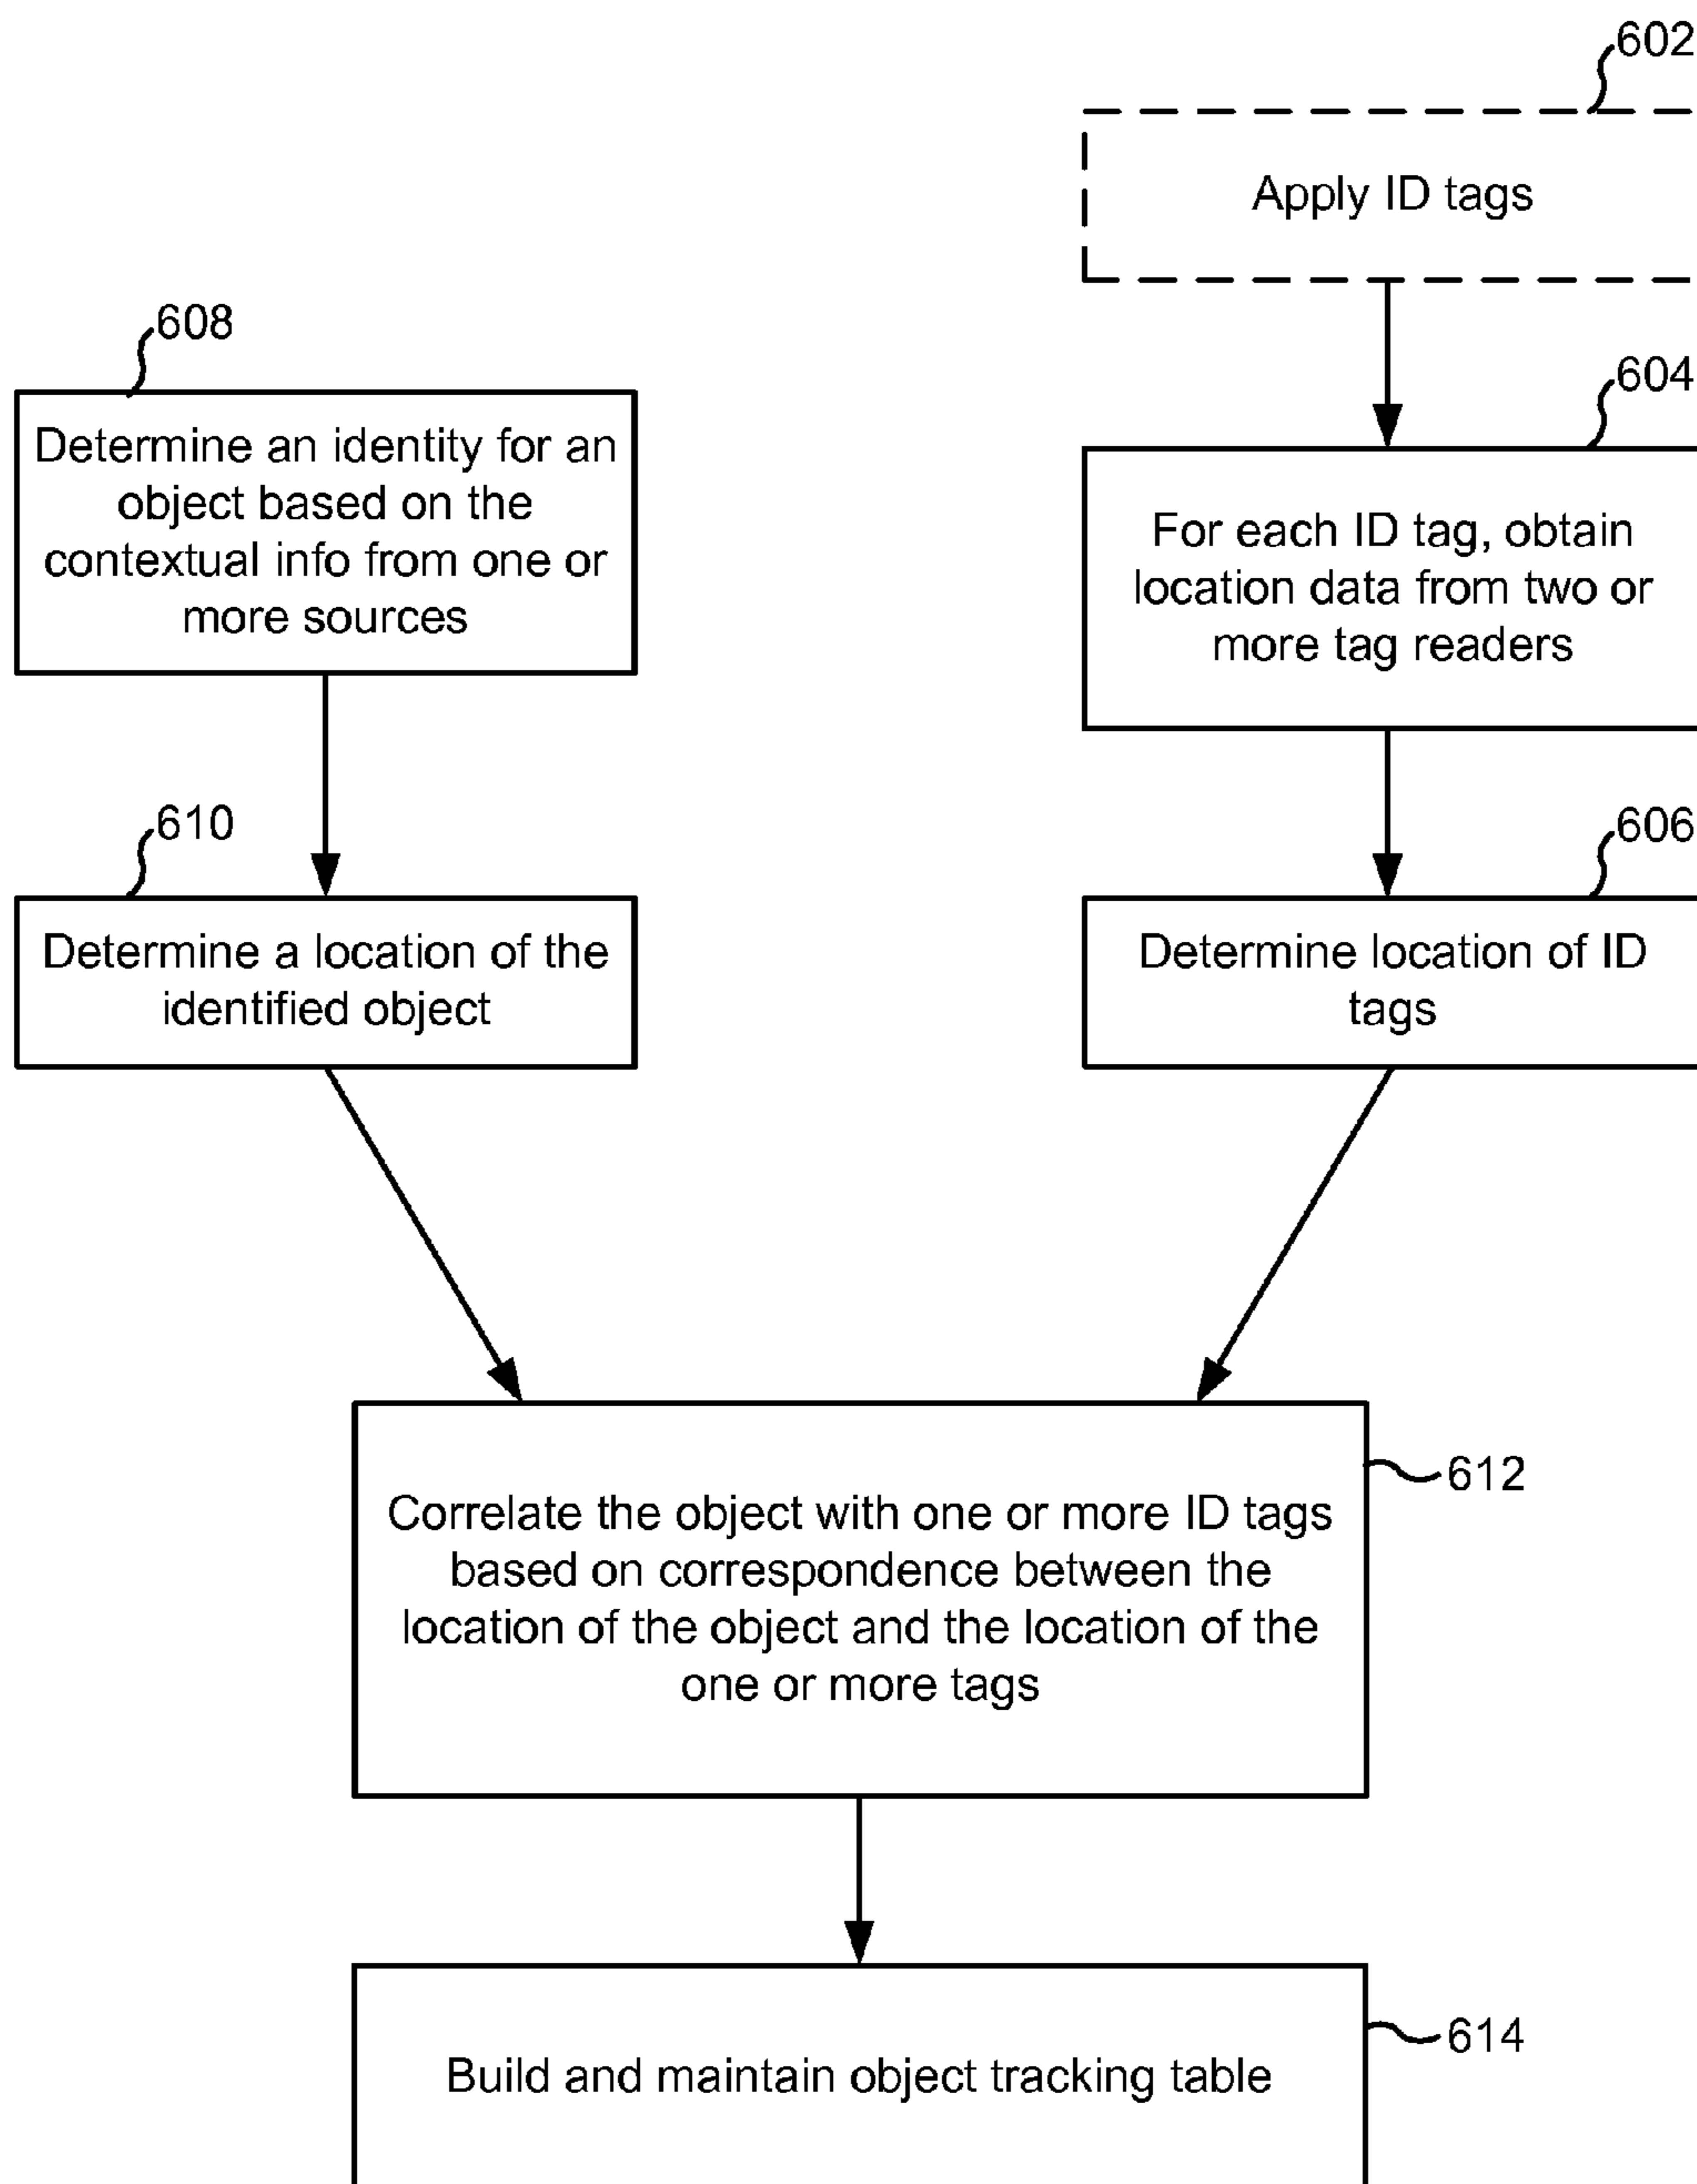 602
Apply ID tags
608
Determine an identity for an
object based on the
contextual info from one or
more sources
604
For each ID tag, obtain
location data from two or
more tag readers
610
Determine a location of the
identified object
606
Determine location of ID
tags
612
Correlate the object with one or more ID tags
based on correspondence between the
location of the object and the location of the
one or more tags
614
Build and maintain object tracking table